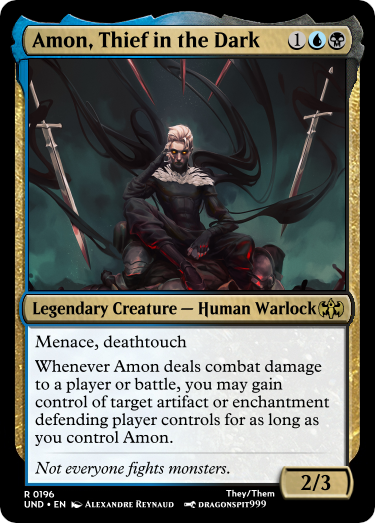 Amon, Thief in the Dark 1
Legendary Creature — Human Warlock
Menace, deathtouch
Whenever Amon deals combat damage
to a player or battle, you may gain
control of target artifact or enchantment
defending player controls for as long as
you control Amon.
Not everyone fights monsters.
2/3
R 0196 They/Them
UND • EN Alexandre Reynaud dragonspit999